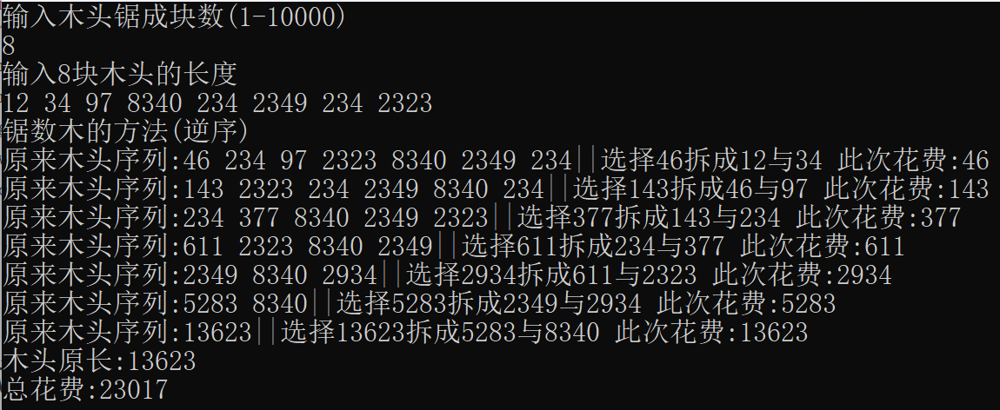 输入木头锯成块数(1-10000)
8
输入8块木头的长度
12 34 97 8340 234 2349 234 2323
锯数木的方法(逆序)
原来木头序列:46 234 97 2323 8340 2349 234||选择46拆成12与34 此次花费:46
原来木头序列:143 2323 234 2349 8340 234||选择143拆成46与97 此次花费:143
原来木头序列:234 377 8340 2349 2323||选择377拆成143与234 此次花费:377
原来木头序列:611 2323 8340 2349||选择611拆成234与377 此次花费:611
原来木头序列:2349 8340 2934||选择2934拆成611与2323 此次花费:2934
原来木头序列:5283 8340||选择5283拆成2349与2934 此次花费:5283
原来木头序列:13623||选择13623拆成5283与8340 此次花费:13623
木头原长:13623
总花费:23017